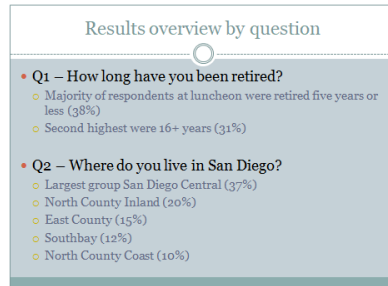 Results overview by question
Q1 – How long have you been retired?
Majority of respondents at luncheon were retired five years or
less (38%)
Second highest were 16+ years (31%)
Q2 – Where do you live in San Diego?
Largest group San Diego Central (37%)
North County Inland (20%)
East County (15%)
Southbay (12%)
North County Coast (10%)